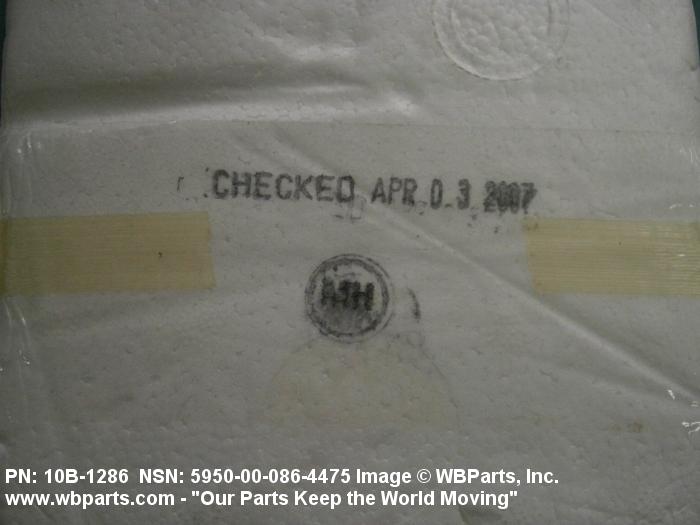 CHECKED APR 0 3 2007
PN: 10B-1286 NSN: 5950-00-086-4475 Image © WBParts, Inc.
www.wbparts.com - "Our Parts Keep the World Moving"